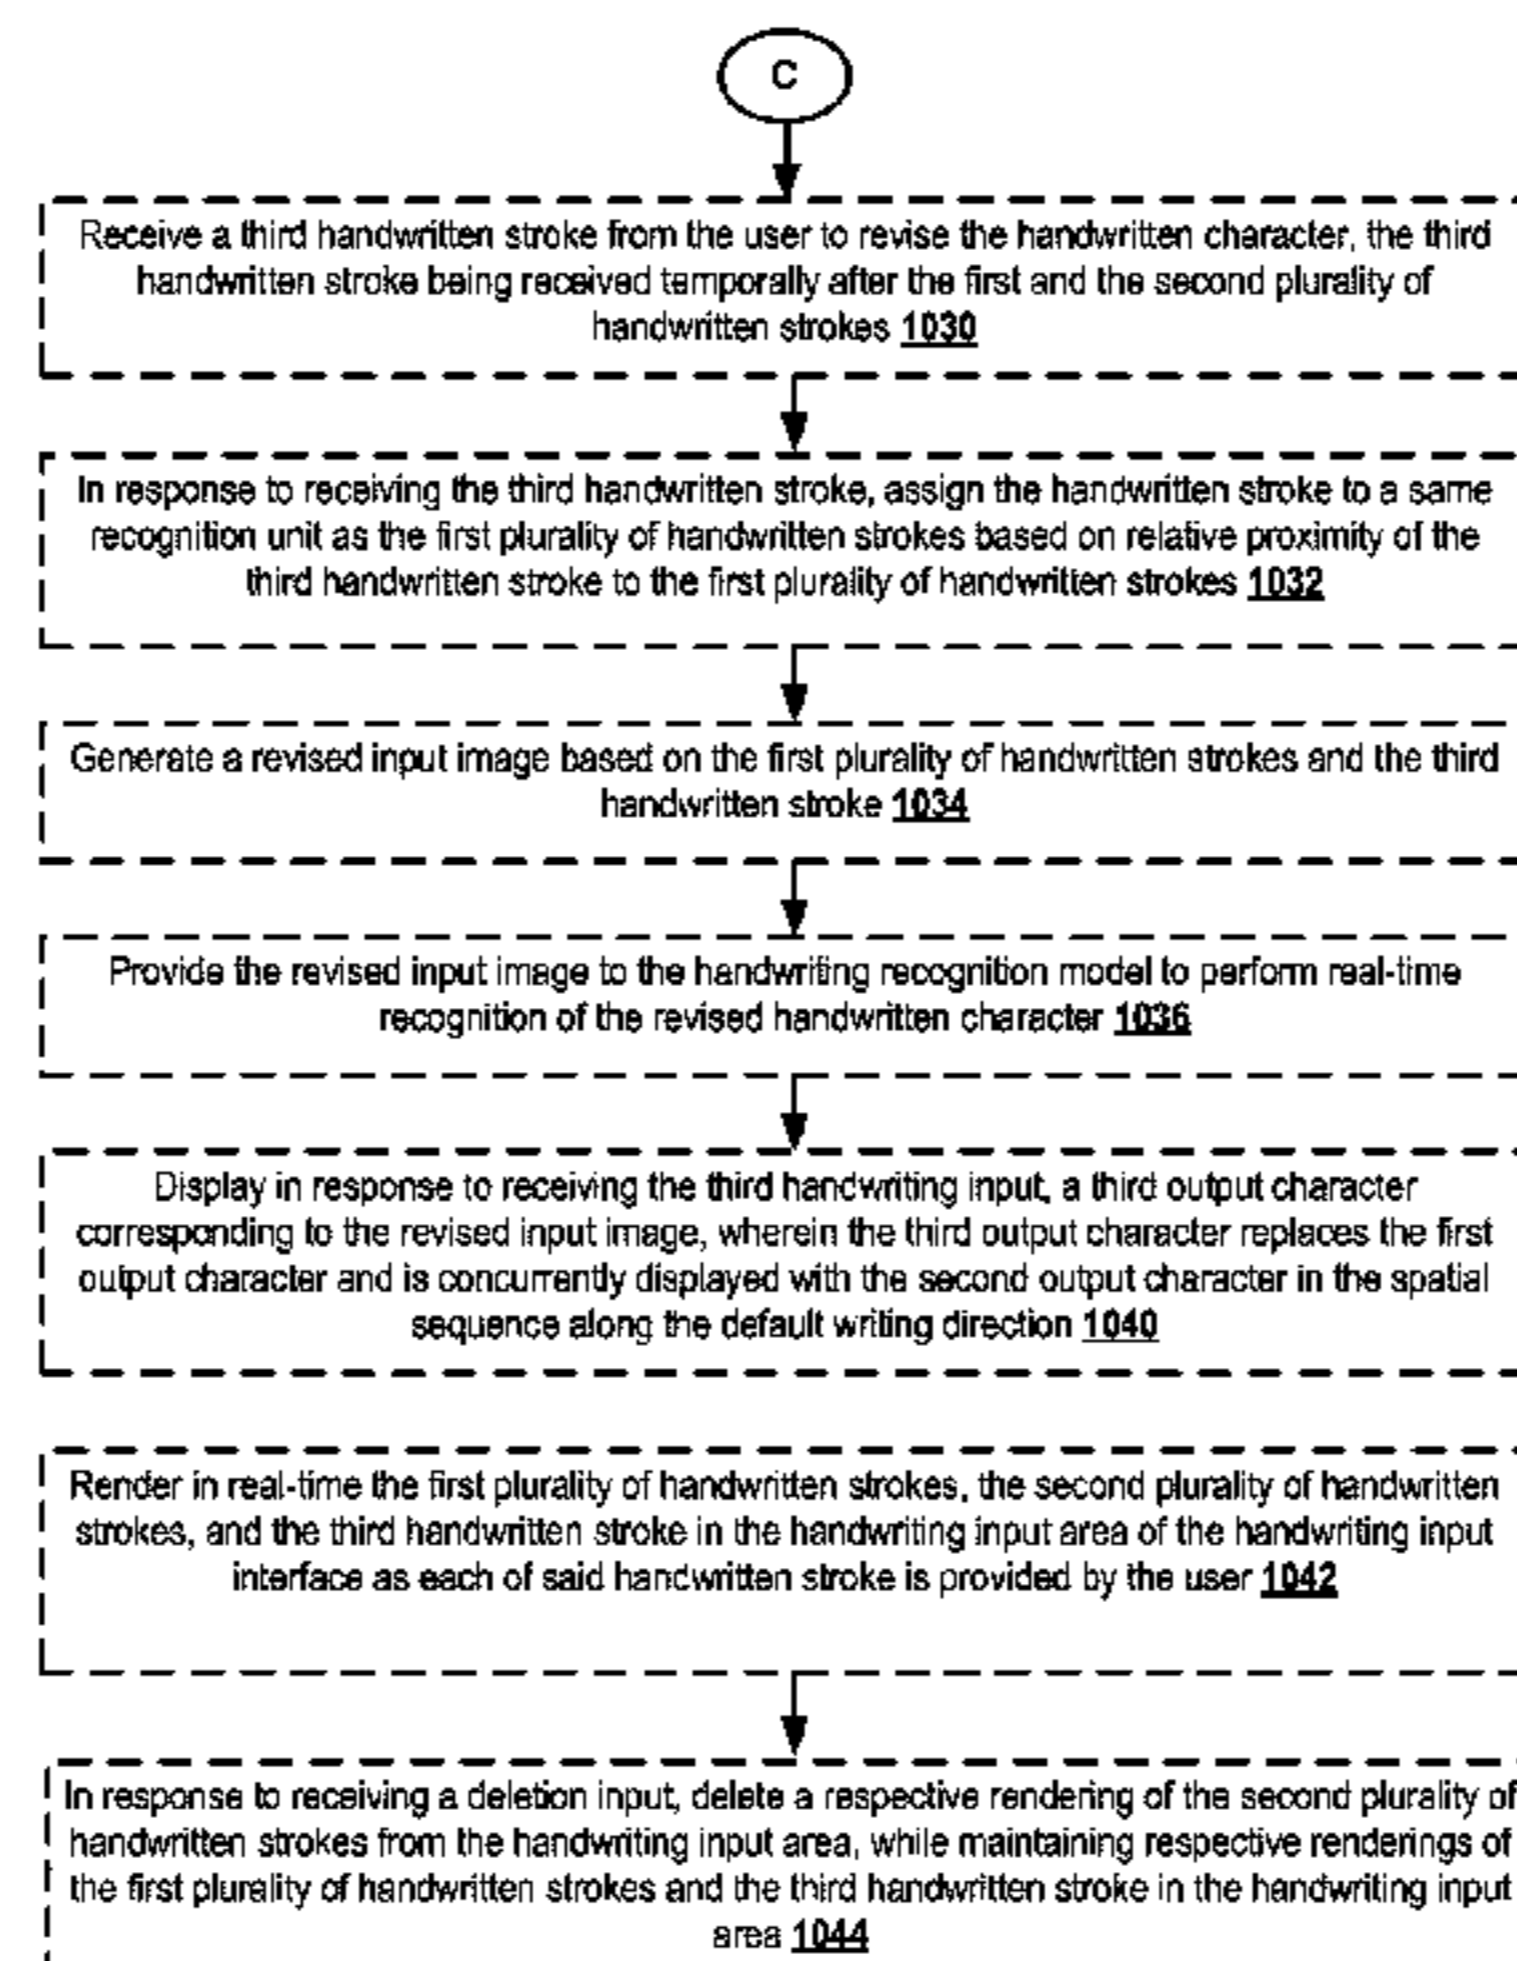 C
Receive a third handwritten stroke from the user to revise the handwritten character, the third
handwritten stroke being received temporally after the first and the second plurality of
handwritten strokes 1030
In response to receiving the third handwritten stroke, assign the handwritten stroke to a same
recognition unit as the first plurality of handwritten strokes based on relative proximity of the
third handwritten stroke to the first plurality of handwritten strokes 1032
Generate a revised input image based on the first plurality of handwritten strokes and the third
handwritten stroke 1034
Provide the revised input image to the handwriting recognition model to perform real-time
recognition of the revised handwritten character 1036
Display in response to receiving the third handwriting input, a third output character
corresponding to the revised input image, wherein the third output character replaces the first
output character and is concurrently displayed with the second output character in the spatial
sequence along the default writing direction 1040
Render in real-time the first plurality of handwritten strokes, the second plurality of handwritten
strokes, and the third handwritten stroke in the handwriting input area of the handwriting input
interface as each of said handwritten stroke is provided by the user 1042
In response to receiving a deletion input, delete a respective rendering of the second plurality of
handwritten strokes from the handwriting input area, while maintaining respective renderings of
the first plurality of handwritten strokes and the third handwritten stroke in the handwriting input
area 1044